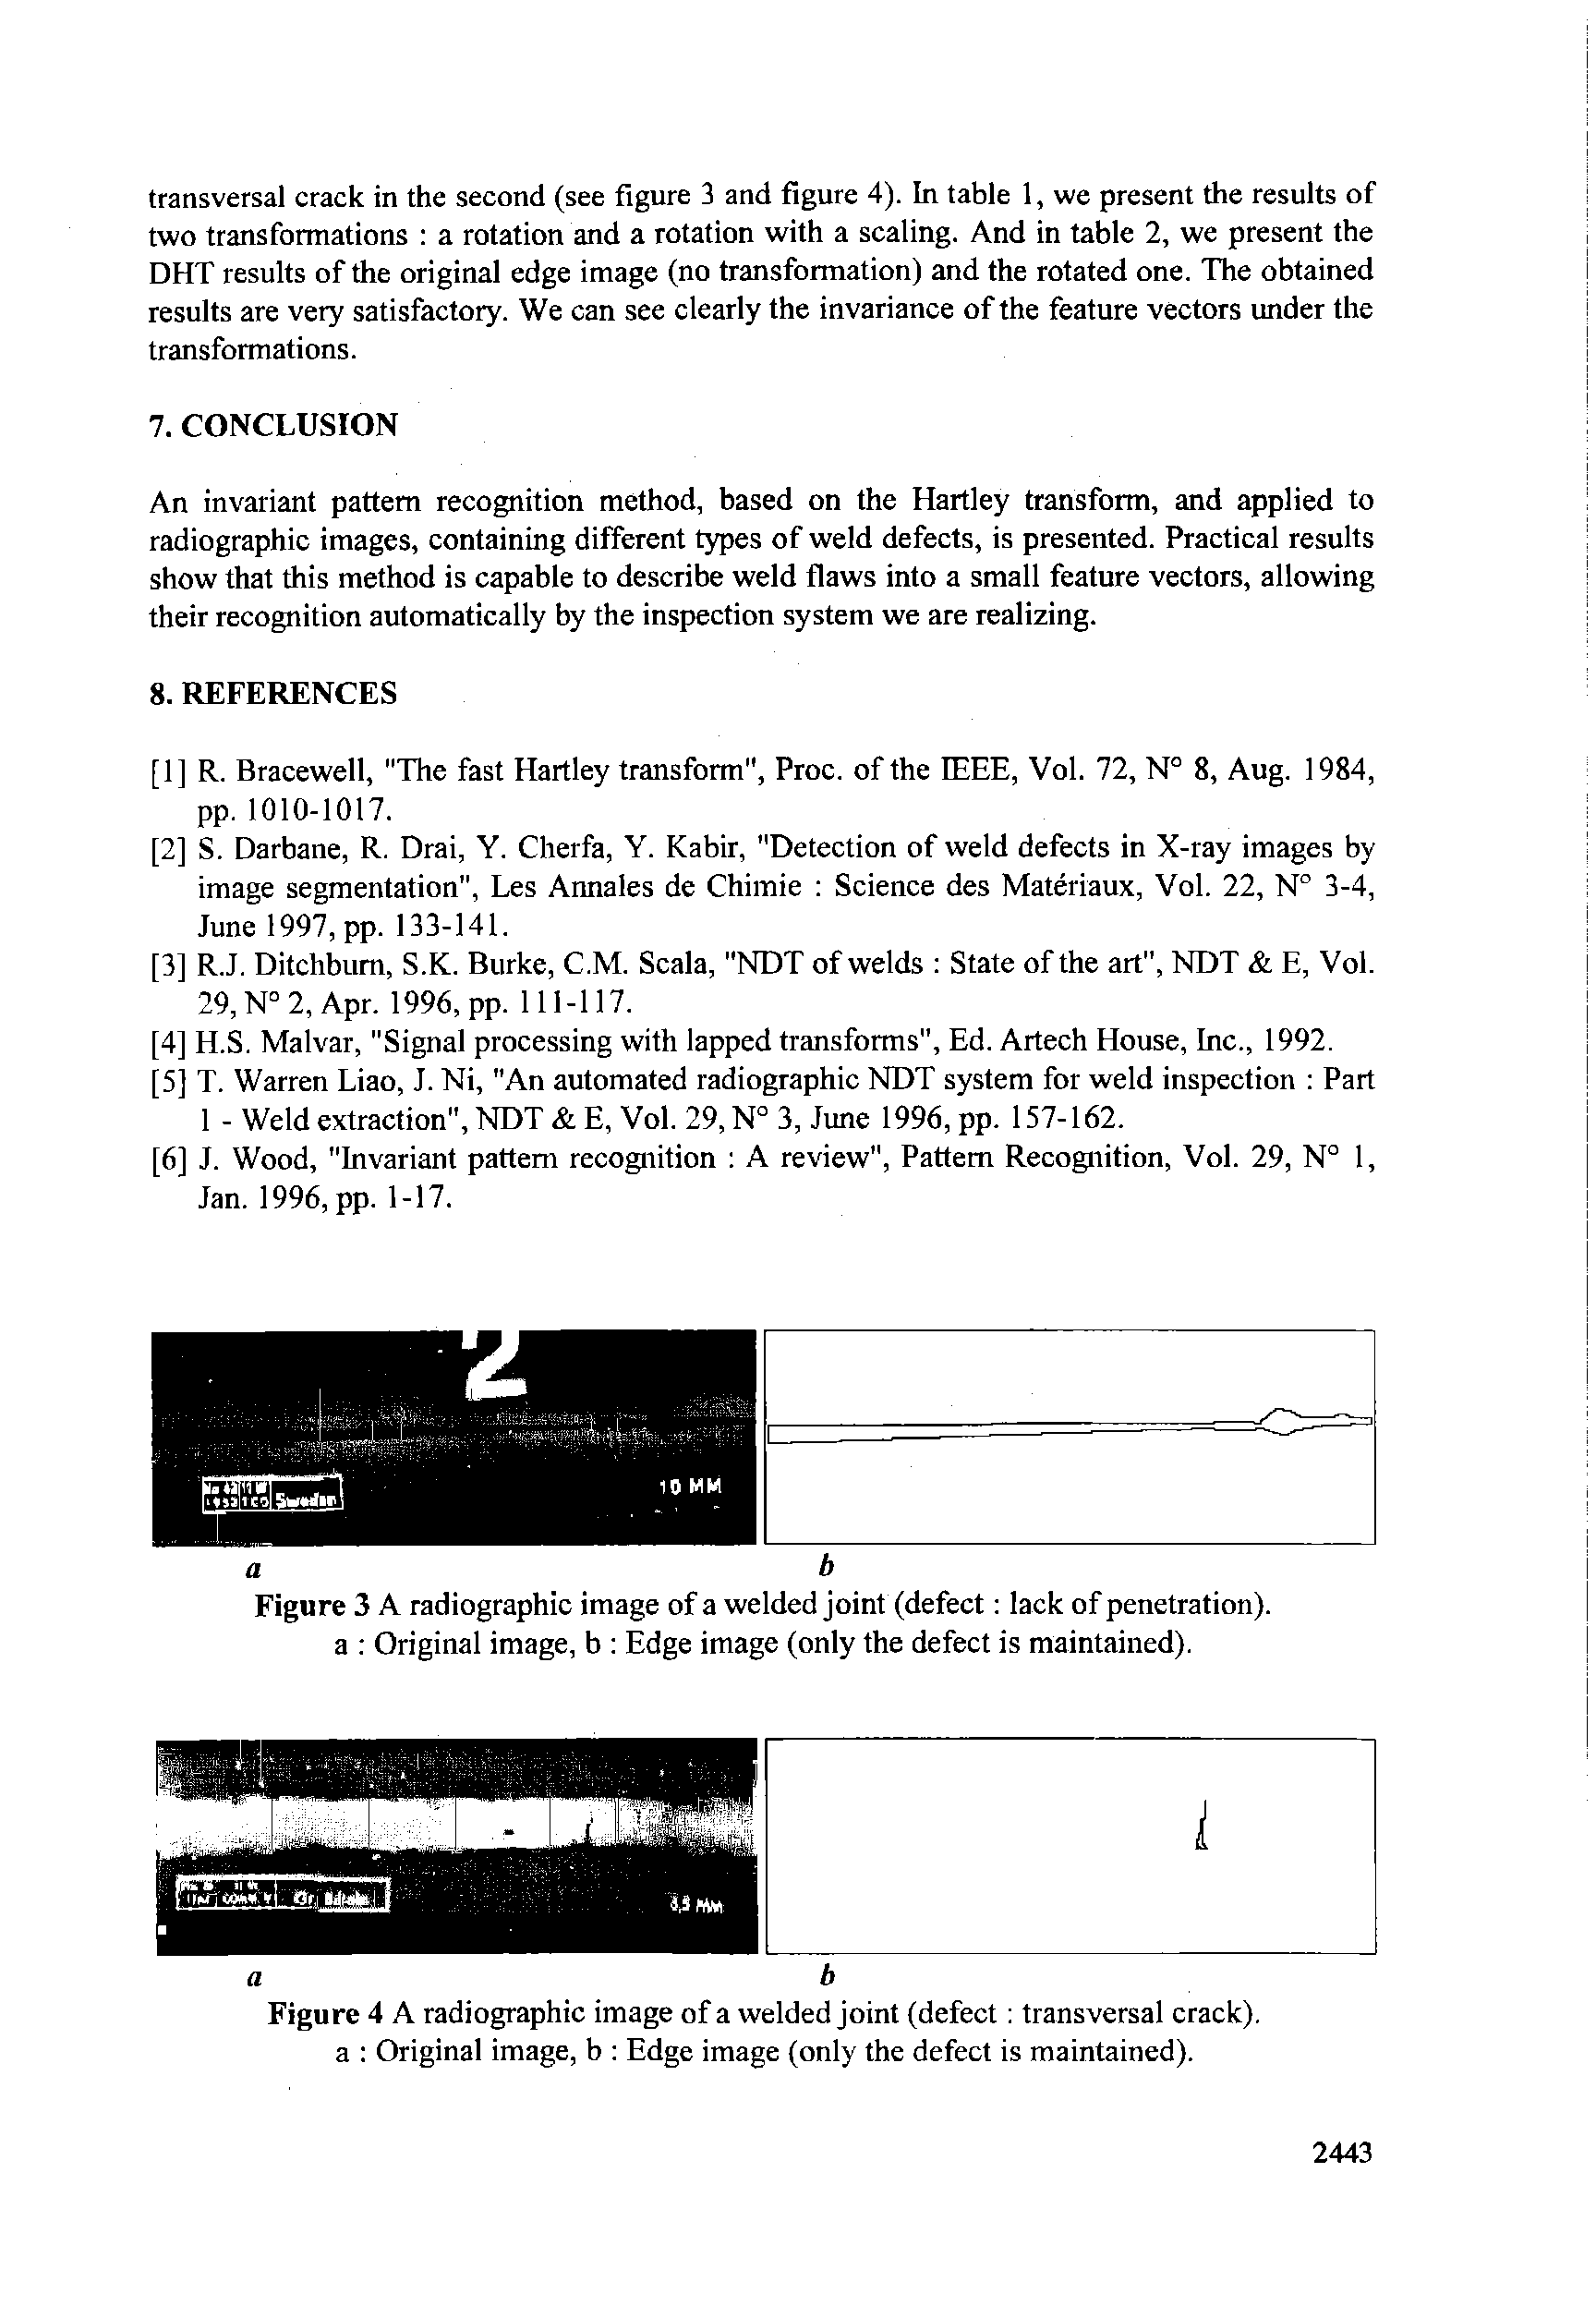 transversal crack in the second (see figure 3 and figure 4). In table 1, we present the results of
two transformations : a rotation and a rotation with a scaling. And in table 2, we present the
DHT results of the original edge image (no transformation) and the rotated one. The obtained
results are very satisfactory. We can see clearly the invariance of the feature vectors under the
transformations.
7. CONCLUSION
An invariant pattern recognition method, based on the Hartley transform, and applied to
radiographic images, containing different types of weld defects, is presented. Practical results
show that this method is capable to describe weld flaws into a small feature vectors, allowing
their recognition automatically by the inspection system we are realizing.
8. REFERENCES
[1] R. Bracewell, "The fast Hartley transform", Proc. of the IEEE, Vol. 72, N° 8, Aug. 1984,
pp. 1010-1017.
[2] S. Darbane, R. Drai, Y. Cherfa, Y. Kabir, "Detection of weld defects in X-ray images by
image segmentation", Les Annales de Chimie : Science des Matériaux, Vol. 22, N° 3-4,
June 1997, pp. 133-141.
[3] R.J. Ditchburn, S.K. Burke, C.M. Scala, "NDT of welds : State of the art", NDT & E, Vol.
29, N° 2, Apr. 1996, pp. 111-117.
[4] H.S. Malvar, "Signal processing with lapped transforms", Ed. Artech House, Inc., 1992.
[5] T. Warren Liao, J. Ni, "An automated radiographic NDT system for weld inspection : Part
1 - Weld extraction", NDT & E, Vol. 29, N° 3, June 1996, pp. 157-162.
[6] J. Wood, "Invariant pattern recognition : A review", Pattern Recognition, Vol. 29, N° 1,
Jan. 1996, pp. 1-17.
2
Sweden
10 MM
a b
Figure 3 A radiographic image of a welded joint (defect : lack of penetration).
a : Original image, b : Edge image (only the defect is maintained).
MM
a b
Figure 4 A radiographic image of a welded joint (defect : transversal crack).
a : Original image, b : Edge image (only the defect is maintained).
2443